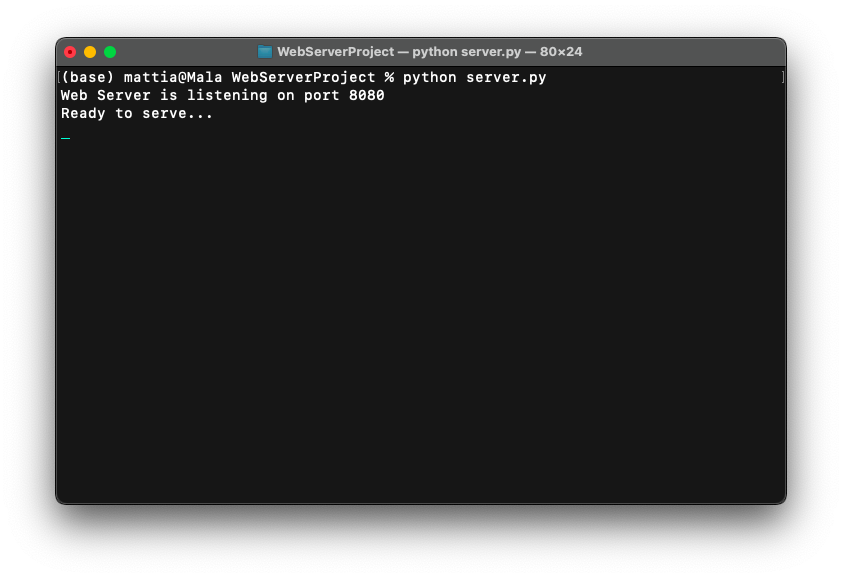 WebServerProject — python server.py — 80×24
(base) mattia@Mala WebServerProject % python server.py
Web Server is listening on port 8080
Ready to serve...